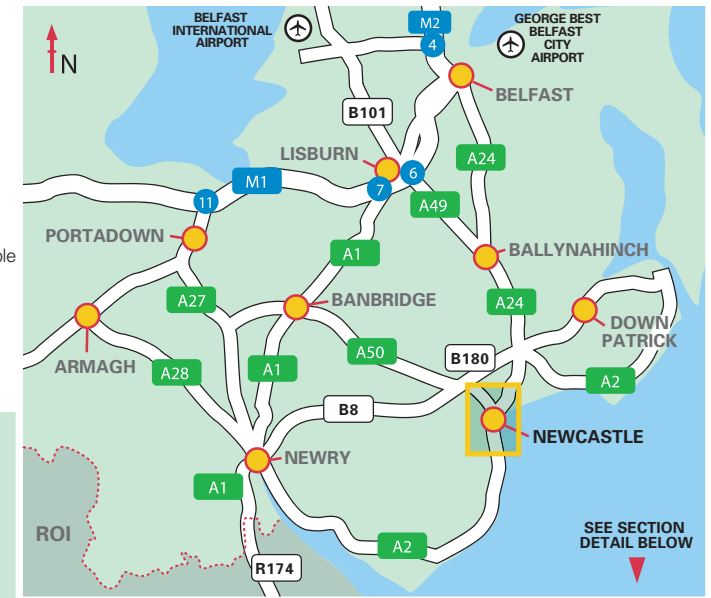 BELFAST
INTERNATIONAL
AIRPORT
M2
4
GEORGE BEST
BELFAST
CITY
AIRPORT
N
BELFAST
B101
LISBURN
A24
6
M1
7
11
A49
PORTADOWN
A1
BALLYNAHINCH
ble
A27
BANBRIDGE
A24
DOWN
PATRICK
ARMAGH
A28
A1
A50
B180
A2
B8
NEWCASTLE
NEWRY
A1
ROI
A2
SEE SECTION
DETAIL BELOW
R174